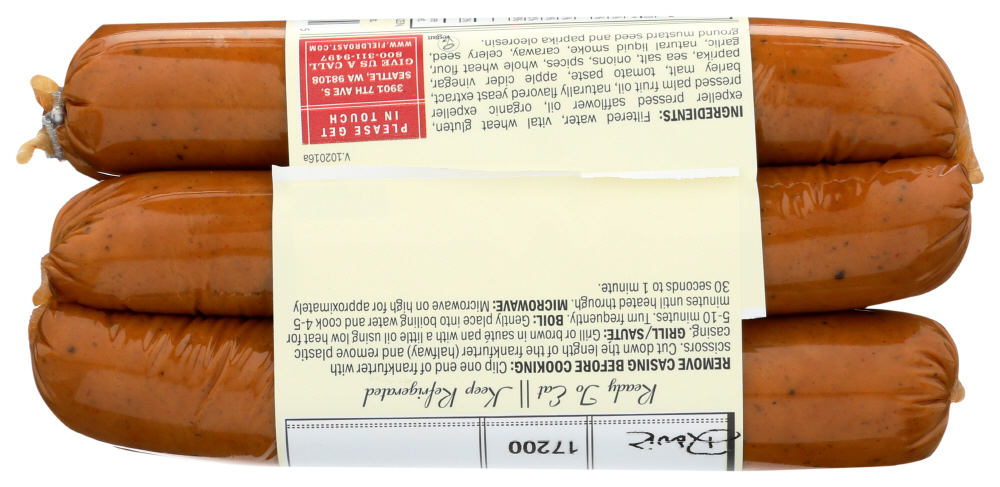 17200
Ready To Eat || Keep Refrigerated
REMOVE CASING BEFORE COOKING: Clip one end of frankfurter with
scissors. Cut down the length of the frankfurter (halfway) and remove plastic
casing. GRILL/SAUTÉ: Grill or brown in sauté pan with a little oil using low heat for
5-10 minutes. Turn frequently. BOIL: Gently place into boiling water and cook 4-5
minutes until heated through. MICROWAVE: Microwave on high for approximately
30 seconds to 1 minute.
V.102016a
INGREDIENTS: Filtered water, vital wheat gluten,
expeller pressed safflower oil, organic expeller
pressed palm fruit oil, naturally flavored yeast extract,
barley malt, tomato paste, apple cider vinegar,
paprika, sea salt, onions, spices, whole wheat flour,
garlic, natural liquid smoke, caraway, celery seed,
ground mustard seed and paprika oleoresin.
Vegan
PLEASE GET
IN TOUCH
3901 7TH AVE S.
SEATTLE, WA 98108
GIVE US A CALL
800-311-9497
WWW.FIELDROAST.COM